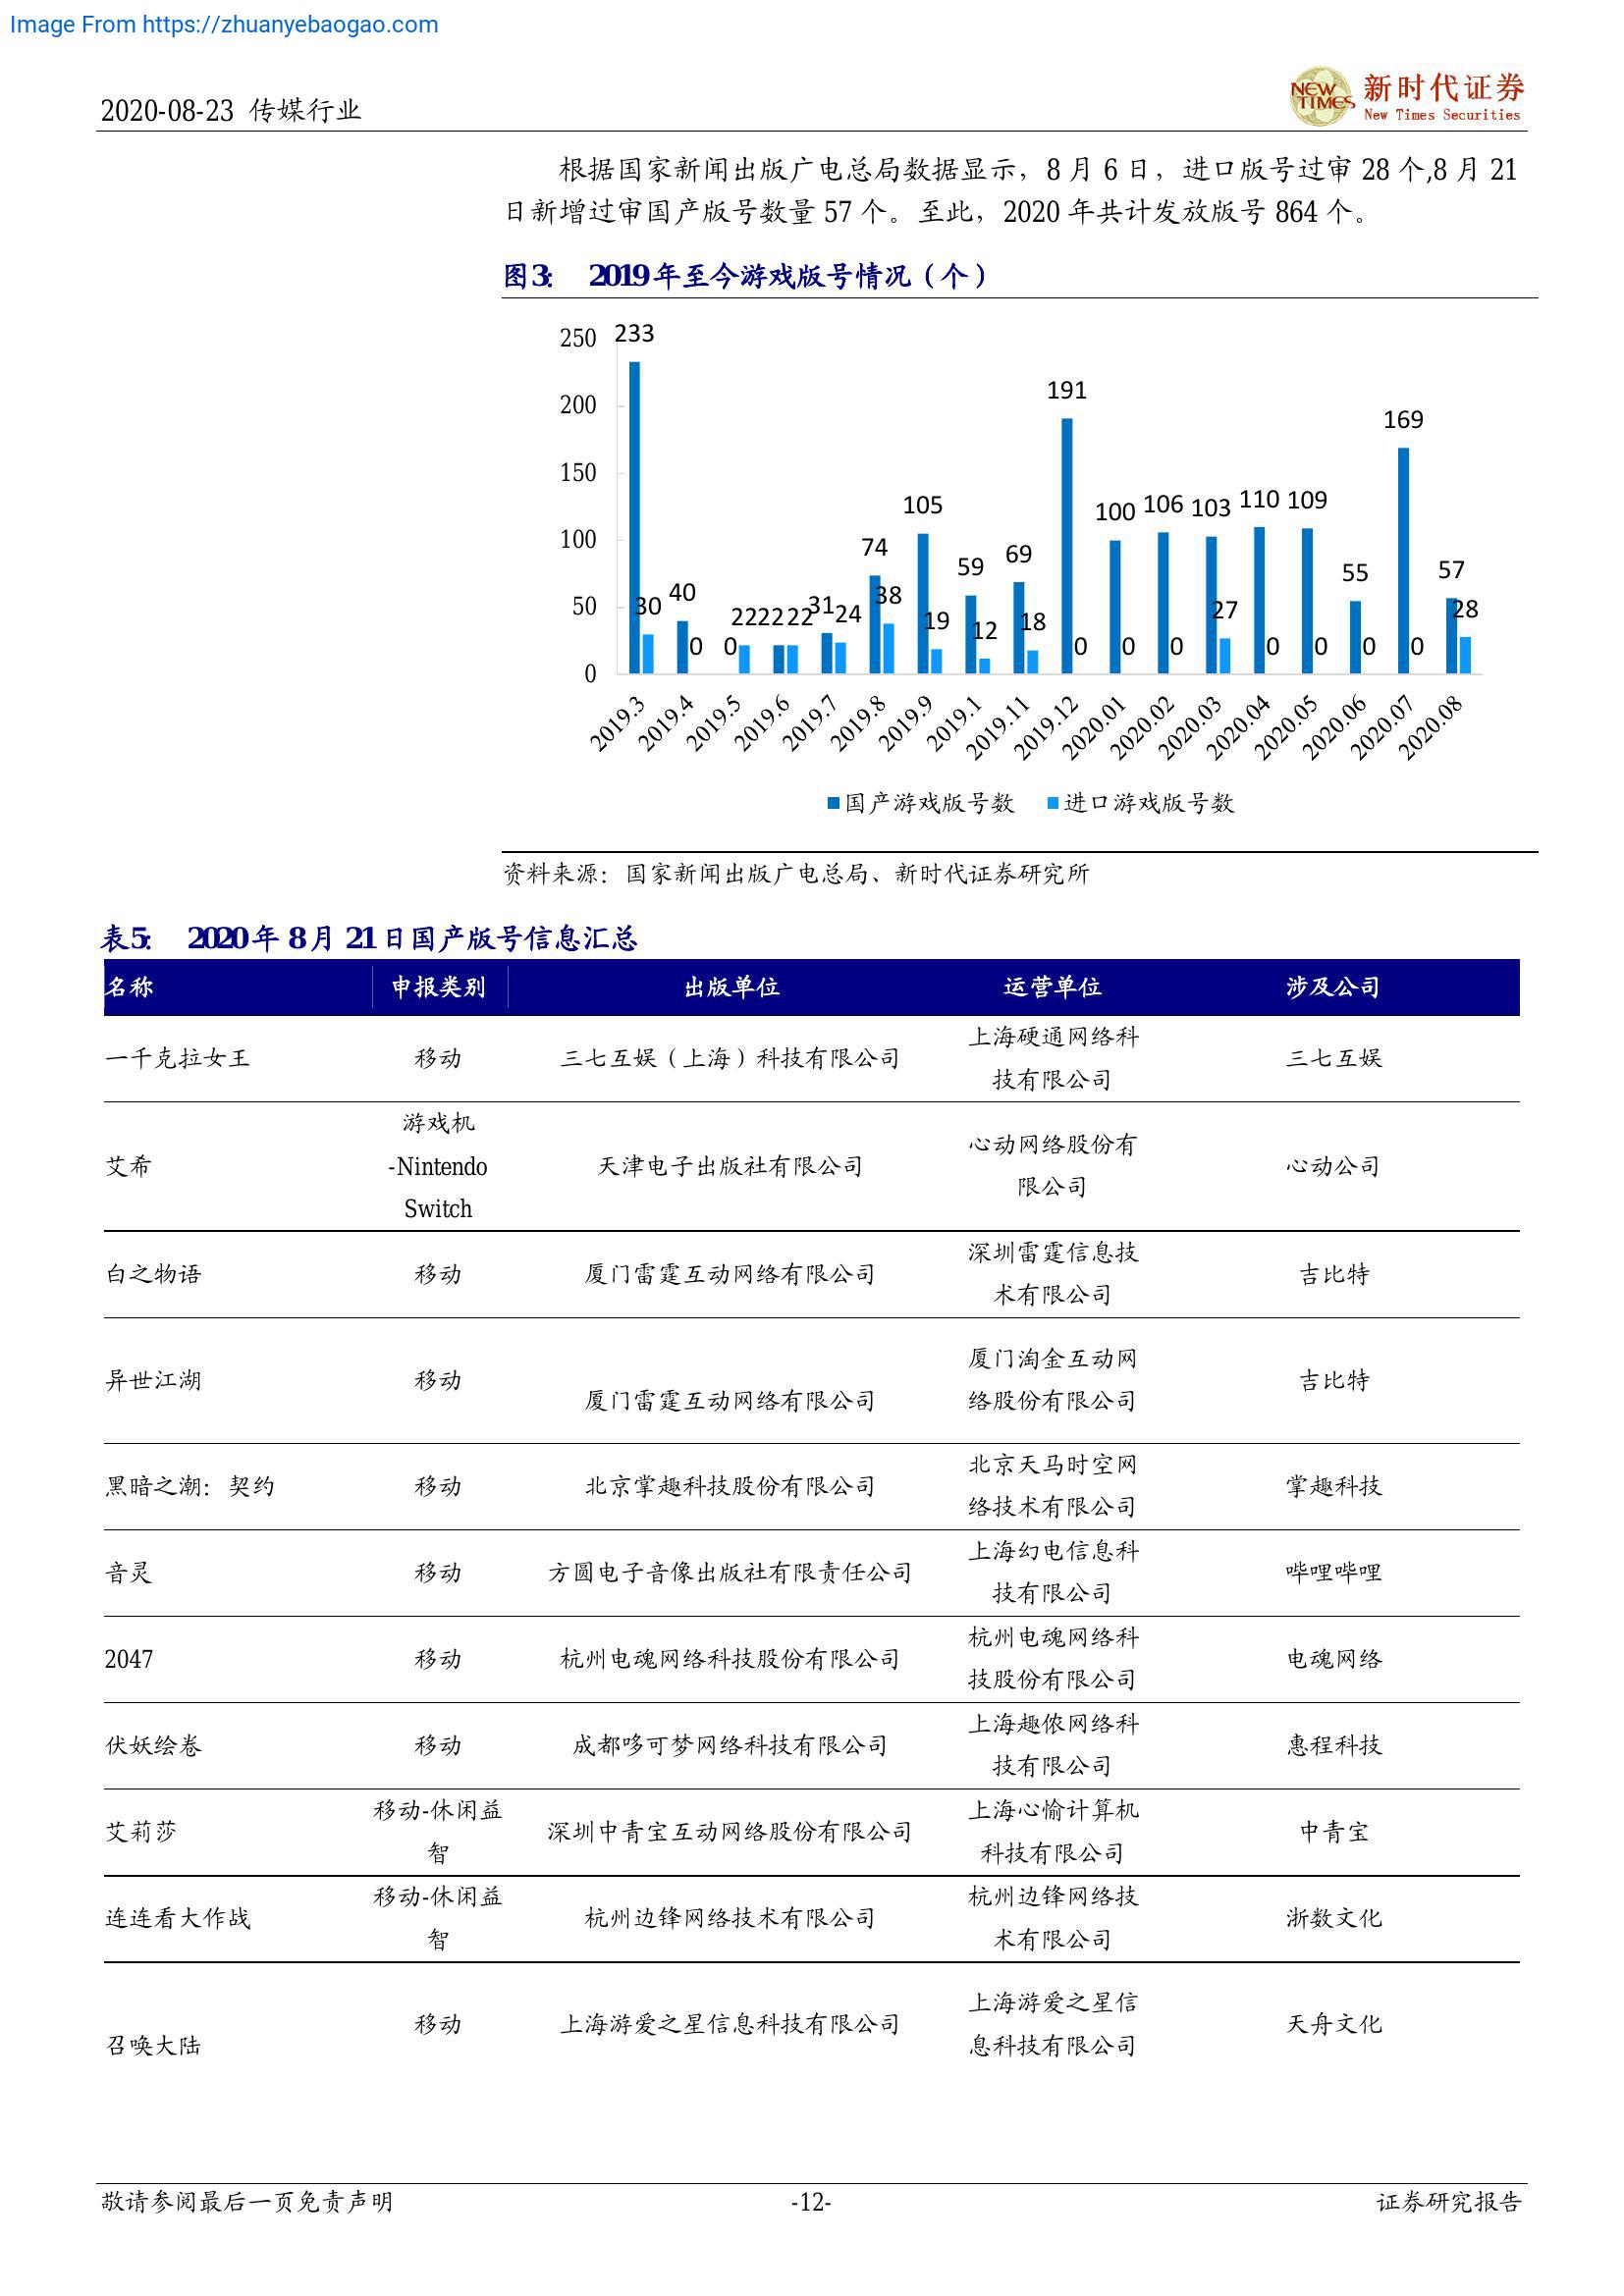 Image From https://zhuanyebaogao.com
2020-08-23 传媒行业
NEW TIMES
新时代证券
New Times Securities
根据国家新闻出版广电总局数据显示，8 月 6 日，进口版号过审 28 个,8 月 21
日新增过审国产版号数量 57 个。至此，2020 年共计发放版号 864 个。
图3： 2019年至今游戏版号情况（个）
250
200
150
100
50
0
233
30
40
0
0
22
22
22
31
24
74
38
105
19
59
12
69
18
191
0
100
0
106
0
103
27
110
0
109
0
55
0
169
0
57
28
2019.3
2019.4
2019.5
2019.6
2019.7
2019.8
2019.9
2019.1
2019.11
2019.12
2020.01
2020.02
2020.03
2020.04
2020.05
2020.06
2020.07
2020.08
国产游戏版号数 进口游戏版号数
资料来源：国家新闻出版广电总局、新时代证券研究所
表5： 2020年8月21日国产版号信息汇总
名称 申报类别 出版单位 运营单位 涉及公司
一千克拉女王 移动 三七互娱（上海）科技有限公司 上海硬通网络科
技有限公司 三七互娱
艾希 游戏机
-Nintendo
Switch 天津电子出版社有限公司 心动网络股份有
限公司 心动公司
白之物语 移动 厦门雷霆互动网络有限公司 深圳雷霆信息技
术有限公司 吉比特
异世江湖 移动 厦门雷霆互动网络有限公司 厦门淘金互动网
络股份有限公司 吉比特
黑暗之潮：契约 移动 北京掌趣科技股份有限公司 北京天马时空网
络技术有限公司 掌趣科技
音灵 移动 方圆电子音像出版社有限责任公司 上海幻电信息科
技有限公司 哔哩哔哩
2047 移动 杭州电魂网络科技股份有限公司 杭州电魂网络科
技股份有限公司 电魂网络
伏妖绘卷 移动 成都哆可梦网络科技有限公司 上海趣侬网络科
技有限公司 惠程科技
艾莉莎 移动-休闲益
智 深圳中青宝互动网络股份有限公司 上海心愉计算机
科技有限公司 中青宝
连连看大作战 移动-休闲益
智 杭州边锋网络技术有限公司 杭州边锋网络技
术有限公司 浙数文化
召唤大陆 移动 上海游爱之星信息科技有限公司 上海游爱之星信
息科技有限公司 天舟文化
敬请参阅最后一页免责声明 -12- 证券研究报告